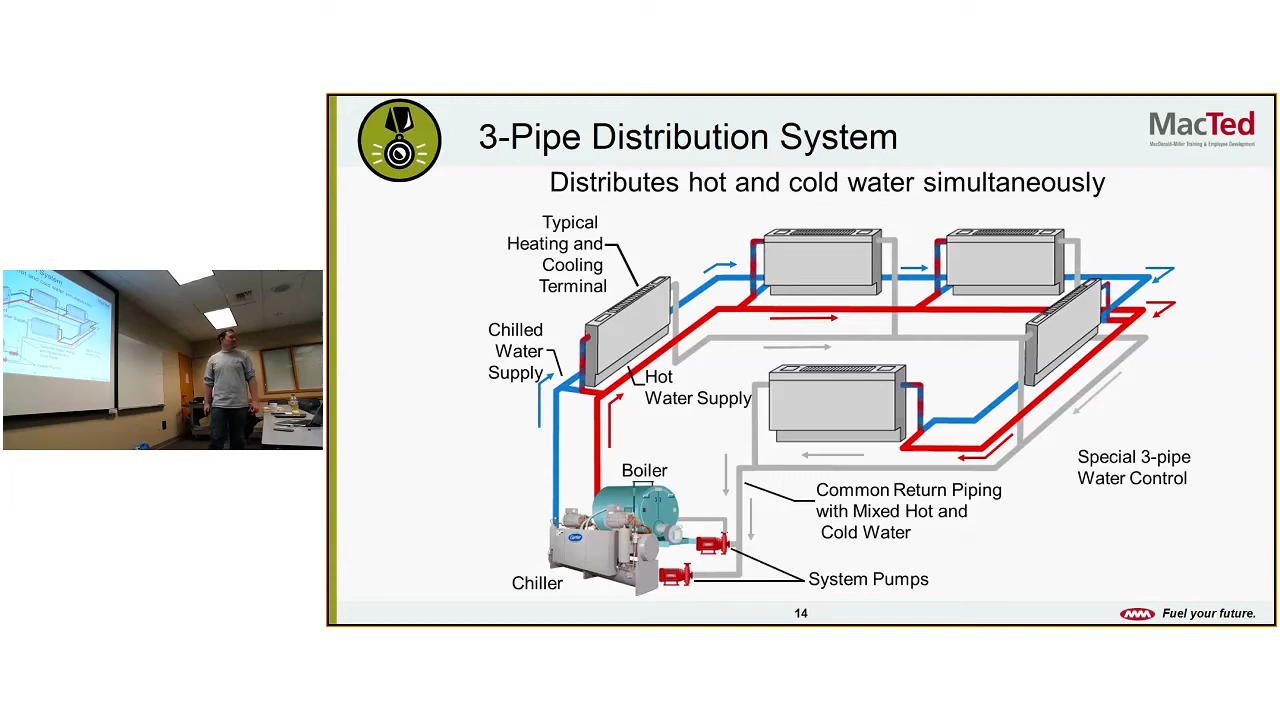 3-Pipe Distribution System
MacTed
MacDonald-Miller Training & Employee Development
Distributes hot and cold water simultaneously
Typical
Heating and
Cooling
Terminal
Chilled
Water
Supply
Hot
Water Supply
Boiler
Special 3-pipe
Water Control
Common Return Piping
with Mixed Hot and
Cold Water
Carrier
Chiller
System Pumps
14
Fuel your future.